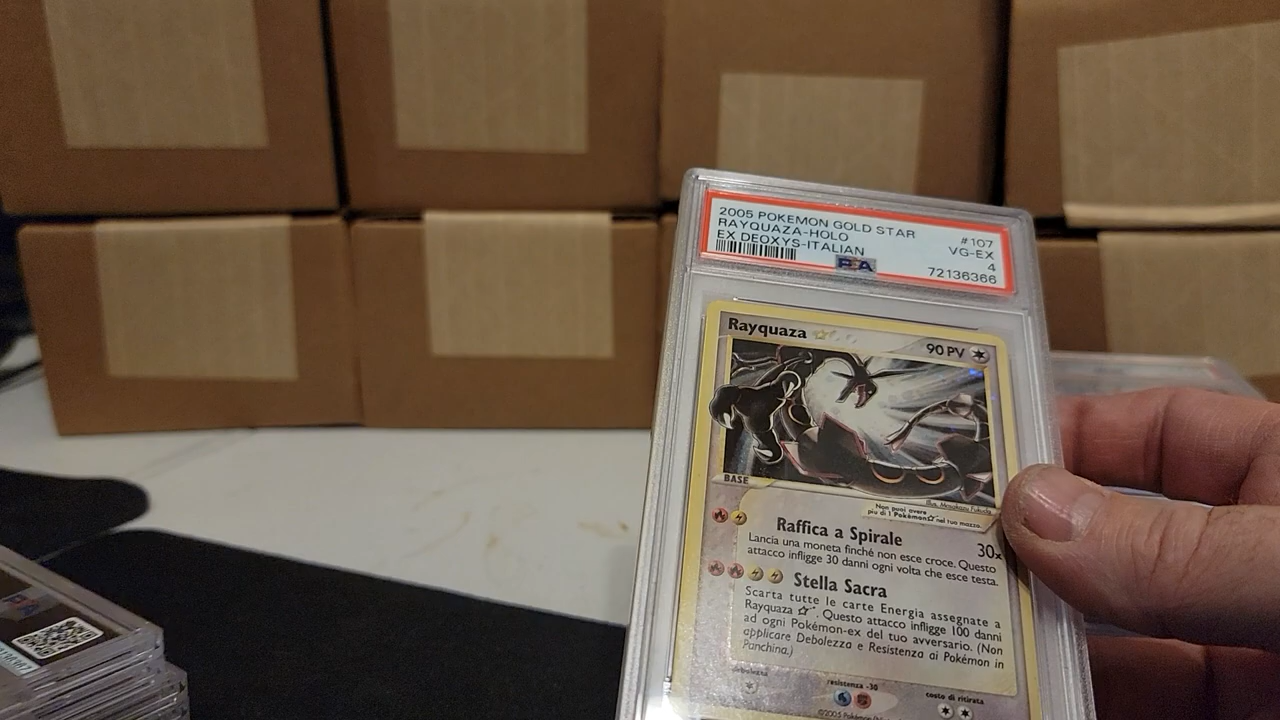 2005 POKEMON GOLD STAR #107
RAYQUAZA-HOLO VG-EX
EX DEOXYS-ITALIAN 4
PSA 72136366
Rayquaza 90 PV
BASE
Illus. Masakazu Fukuda
Non puoi avere
più di 1 Pokémon☆ nel tuo mazzo.
Raffica a Spirale 30x
Lancia una moneta finché non esce croce. Questo
attacco infligge 30 danni ogni volta che esce testa.
Stella Sacra
Scarta tutte le carte Energia assegnate a
Rayquaza ☆. Questo attacco infligge 100 danni
ad ogni Pokémon-ex del tuo avversario. (Non
applicare Debolezza e Resistenza ai Pokémon in
Panchina.)
debolezza resistenza -30 costo di ritirata
©2005 Pokémon
PSA